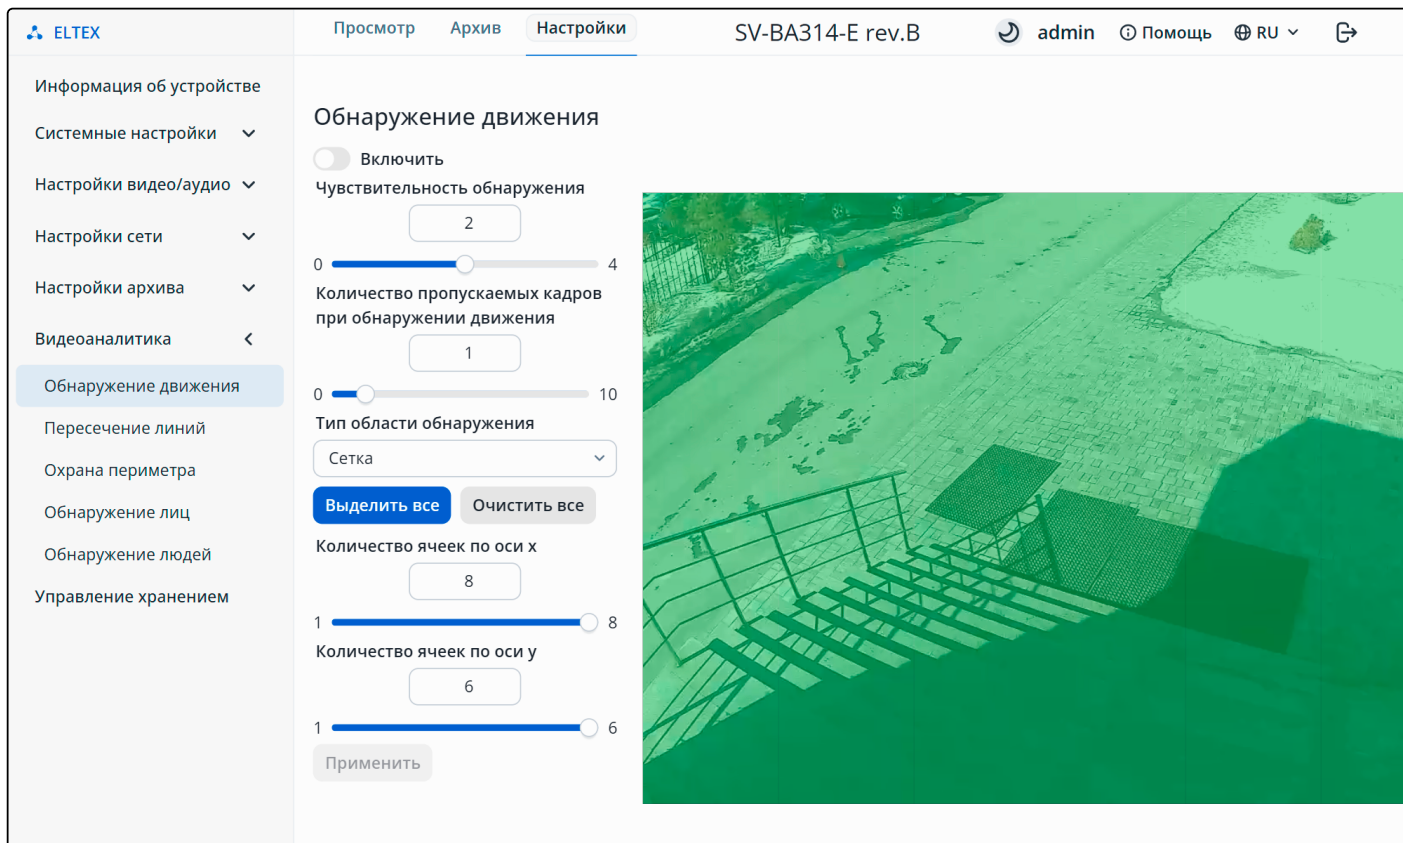 ELTEX
Просмотр
Архив
Настройки
SV-BA314-E rev.B
admin
Помощь
RU
Информация об устройстве
Системные настройки
Настройки видео/аудио
Настройки сети
Настройки архива
Видеоаналитика
Обнаружение движения
Пересечение линий
Охрана периметра
Обнаружение лиц
Обнаружение людей
Управление хранением
Обнаружение движения
Включить
Чувствительность обнаружения
2
0
4
Количество пропускаемых кадров
при обнаружении движения
1
0
10
Тип области обнаружения
Сетка
Выделить все
Очистить все
Количество ячеек по оси x
8
1
8
Количество ячеек по оси y
6
1
6
Применить